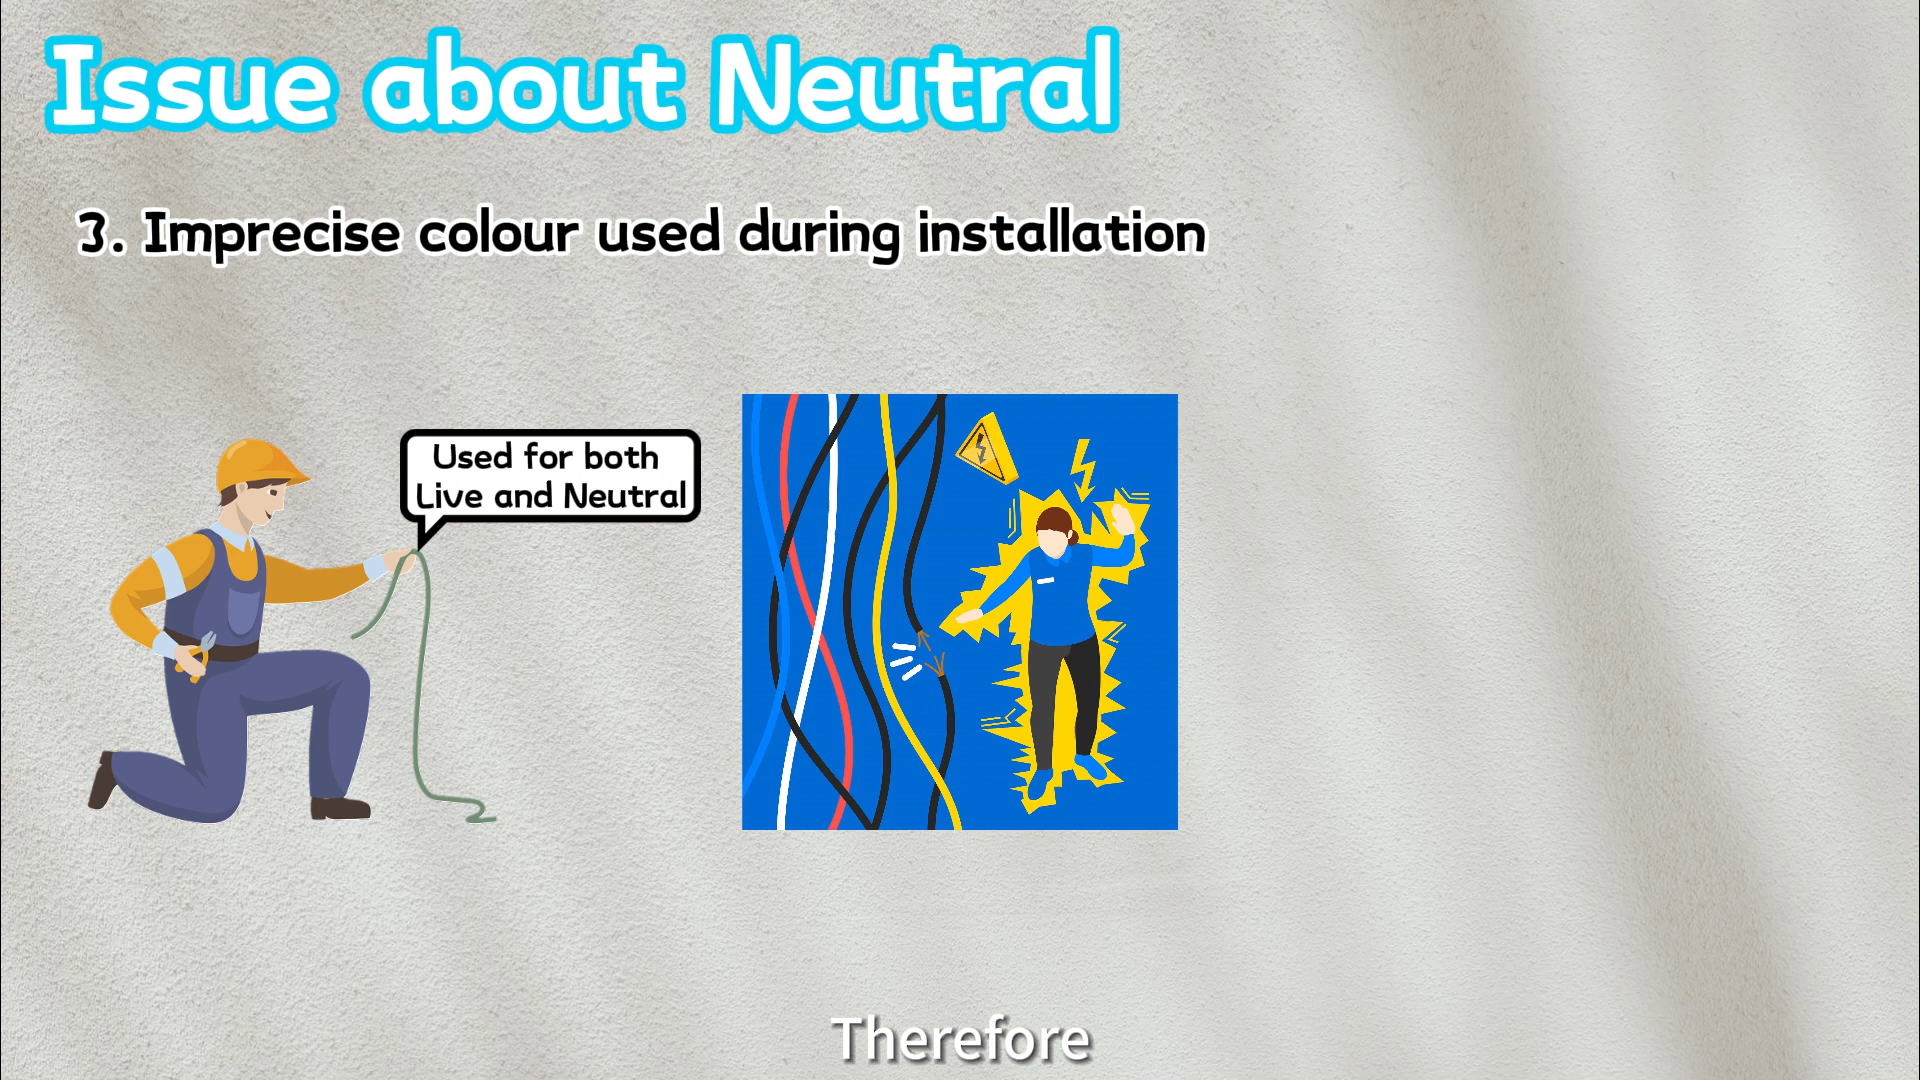 Issue about Neutral
3. Imprecise colour used during installation
Used for both
Live and Neutral
Therefore